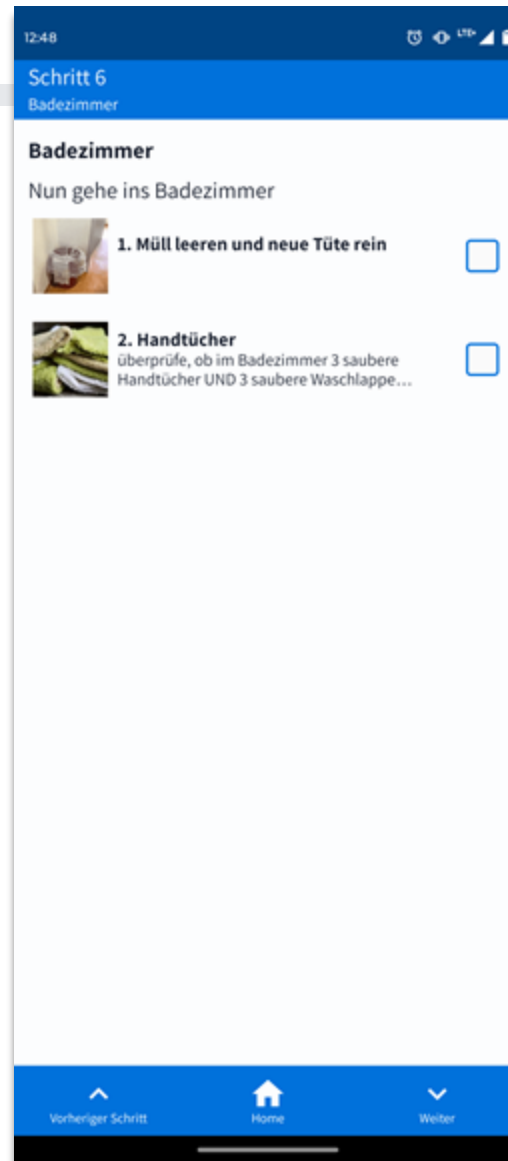 12:48
LTE+
Schritt 6
Badezimmer
Badezimmer
Nun gehe ins Badezimmer
1. Müll leeren und neue Tüte rein
2. Handtücher
überprüfe, ob im Badezimmer 3 saubere
Handtücher UND 3 saubere Waschlappe...
Vorheriger Schritt
Home
Weiter